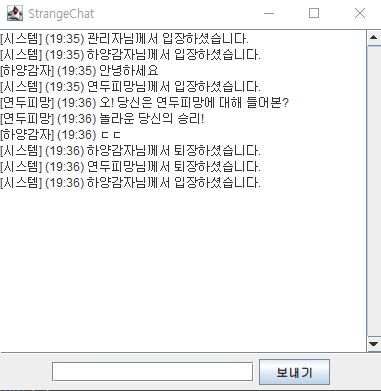 StrangeChat
[시스템] (19:35) 관리자님께서 입장하셨습니다.
[시스템] (19:35) 하양감자님께서 입장하셨습니다.
[하양감자] (19:35) 안녕하세요
[시스템] (19:35) 연두피망님께서 입장하셨습니다.
[연두피망] (19:36) 오! 당신은 연두피망에 대해 들어본?
[연두피망] (19:36) 놀라운 당신의 승리!
[하양감자] (19:36) ㄷㄷ
[시스템] (19:36) 하양감자님께서 퇴장하셨습니다.
[시스템] (19:36) 연두피망님께서 퇴장하셨습니다.
[시스템] (19:36) 하양감자님께서 입장하셨습니다.
보내기